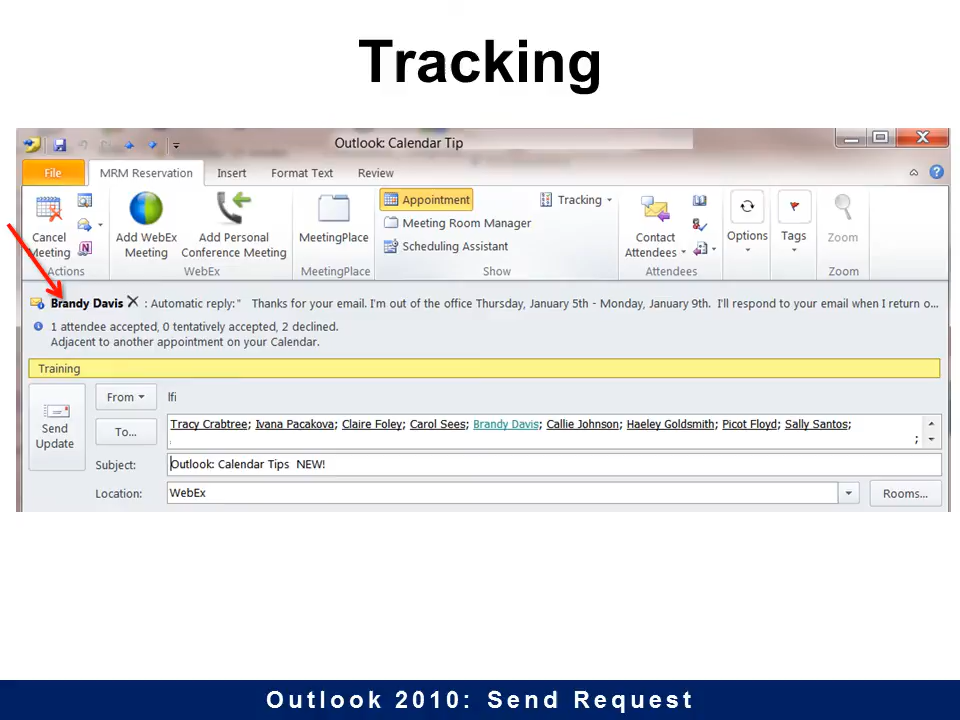 Tracking
Outlook: Calendar Tip
File MRM Reservation Insert Format Text Review
Cancel Meeting
Actions
Add WebEx Meeting
Add Personal Conference Meeting
WebEx
MeetingPlace
MeetingPlace
Appointment
Meeting Room Manager
Scheduling Assistant
Tracking
Show
Contact Attendees
Attendees
Options
Tags
Zoom
Zoom
Brandy Davis : Automatic reply:" Thanks for your email. I'm out of the office Thursday, January 5th - Monday, January 9th. I'll respond to your email when I return o...
1 attendee accepted, 0 tentatively accepted, 2 declined.
Adjacent to another appointment on your Calendar.
Training
Send Update
From lfi
To... Tracy Crabtree; Ivana Pacakova; Claire Foley; Carol Sees; Brandy Davis; Callie Johnson; Haeley Goldsmith; Picot Floyd; Sally Santos;
;
Subject: Outlook: Calendar Tips NEW!
Location: WebEx Rooms...
Outlook 2010: Send Request